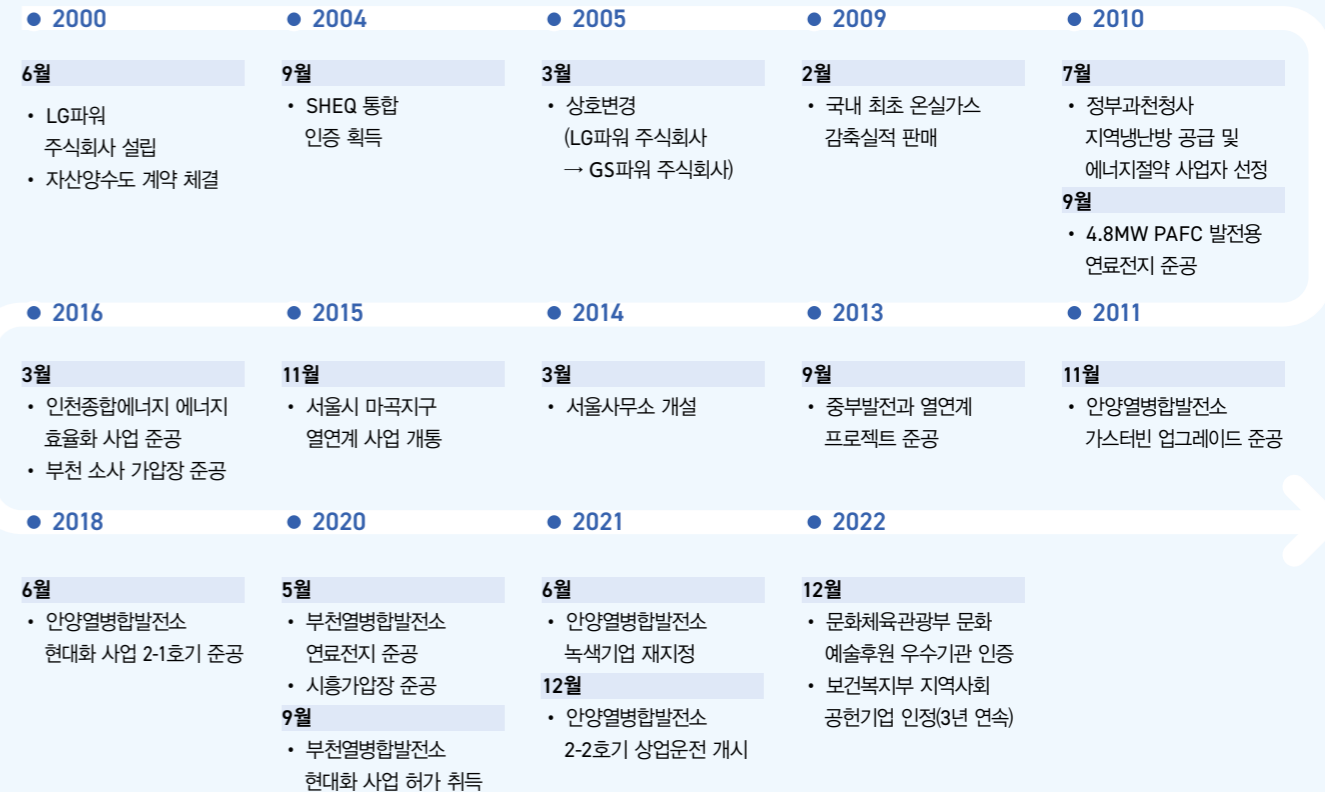 2000
6월
• LG파워
주식회사 설립
• 자산양수도 계약 체결
2004
9월
• SHEQ 통합
인증 획득
2005
3월
• 상호변경
(LG파워 주식회사
→ GS파워 주식회사)
2009
2월
• 국내 최초 온실가스
감축실적 판매
2010
7월
• 정부과천청사
지역냉난방 공급 및
에너지절약 사업자 선정
9월
• 4.8MW PAFC 발전용
연료전지 준공
2011
11월
• 안양열병합발전소
가스터빈 업그레이드 준공
2013
9월
• 중부발전과 열연계
프로젝트 준공
2014
3월
• 서울사무소 개설
2015
11월
• 서울시 마곡지구
열연계 사업 개통
2016
3월
• 인천종합에너지 에너지
효율화 사업 준공
• 부천 소사 가압장 준공
2018
6월
• 안양열병합발전소
현대화 사업 2-1호기 준공
2020
5월
• 부천열병합발전소
연료전지 준공
• 시흥가압장 준공
9월
• 부천열병합발전소
현대화 사업 허가 취득
2021
6월
• 안양열병합발전소
녹색기업 재지정
12월
• 안양열병합발전소
2-2호기 상업운전 개시
2022
12월
• 문화체육관광부 문화
예술후원 우수기관 인증
• 보건복지부 지역사회
공헌기업 인정(3년 연속)